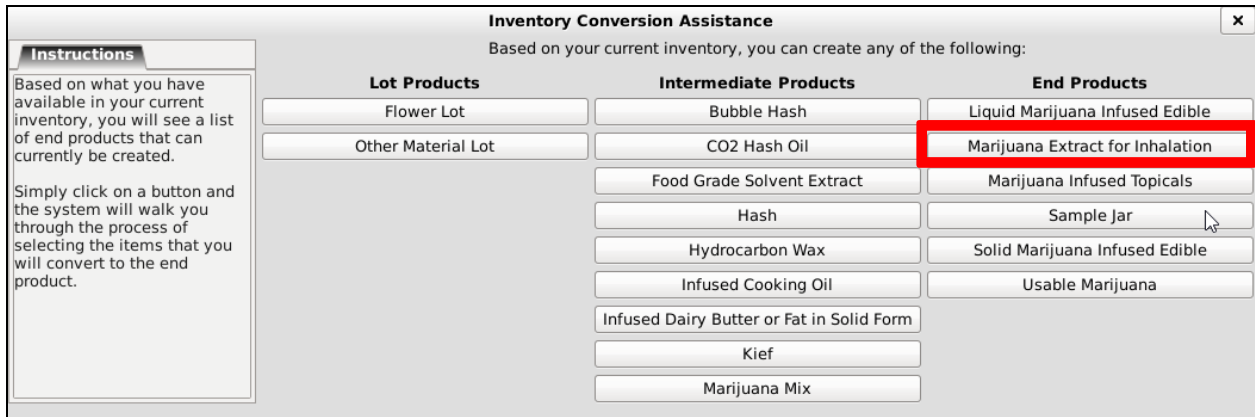 Inventory Conversion Assistance
x
Instructions
Based on what you have
available in your current
inventory, you will see a list
of end products that can
currently be created.
Simply click on a button and
the system will walk you
through the process of
selecting the items that you
will convert to the end
product.
Based on your current inventory, you can create any of the following:
Lot Products
Flower Lot
Other Material Lot
Intermediate Products
Bubble Hash
CO2 Hash Oil
Food Grade Solvent Extract
Hash
Hydrocarbon Wax
Infused Cooking Oil
Infused Dairy Butter or Fat in Solid Form
Kief
Marijuana Mix
End Products
Liquid Marijuana Infused Edible
Marijuana Extract for Inhalation
Marijuana Infused Topicals
Sample Jar
Solid Marijuana Infused Edible
Usable Marijuana